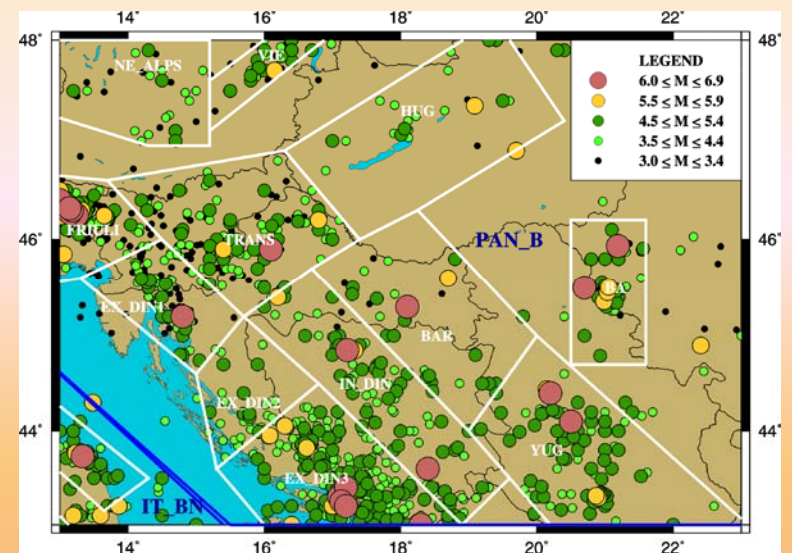 14˚ 16˚ 18˚ 20˚ 22˚
48˚ 48˚
NE_ALPS VIE
LEGEND
6.0 ≤ M ≤ 6.9
5.5 ≤ M ≤ 5.9
4.5 ≤ M ≤ 5.4
3.5 ≤ M ≤ 4.4
3.0 ≤ M ≤ 3.4
HUG
FRIULI TRANS PAN_B
46˚ 46˚
BA
EX_DIN1 BAR
IN_DIN
EX_DIN2
44˚ 44˚
YUG
EX_DIN3
IT_BN
14˚ 16˚ 18˚ 20˚ 22˚